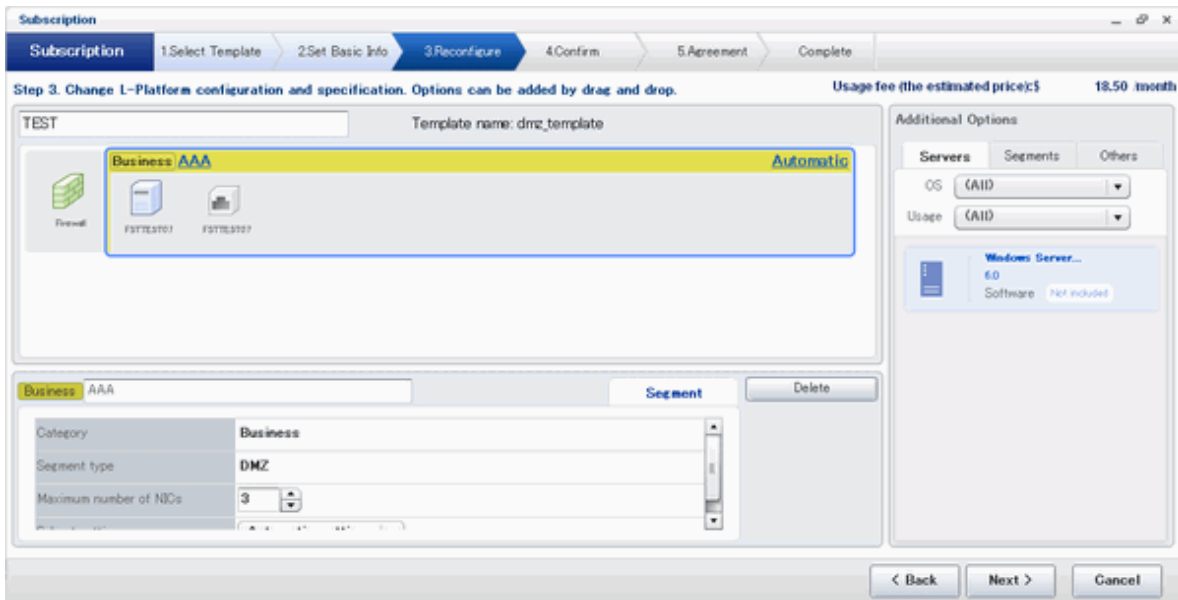 Subscription
Subscription 1.Select Template 2.Set Basic Info 3.Reconfigure 4.Confirm 5.Agreement Complete
Step 3. Change L-Platform configuration and specification. Options can be added by drag and drop. Usage fee (the estimated price):$ 18.50 /month
TEST Template name: dmz_template
Additional Options
Business AAA Automatic
Servers Segments Others
OS (All)
Usage (All)
Firewall
Windows Server...
6.0
Software Not included
Business AAA Segment Delete
Category Business
Segment type DMZ
Maximum number of NICs 3
< Back Next > Cancel